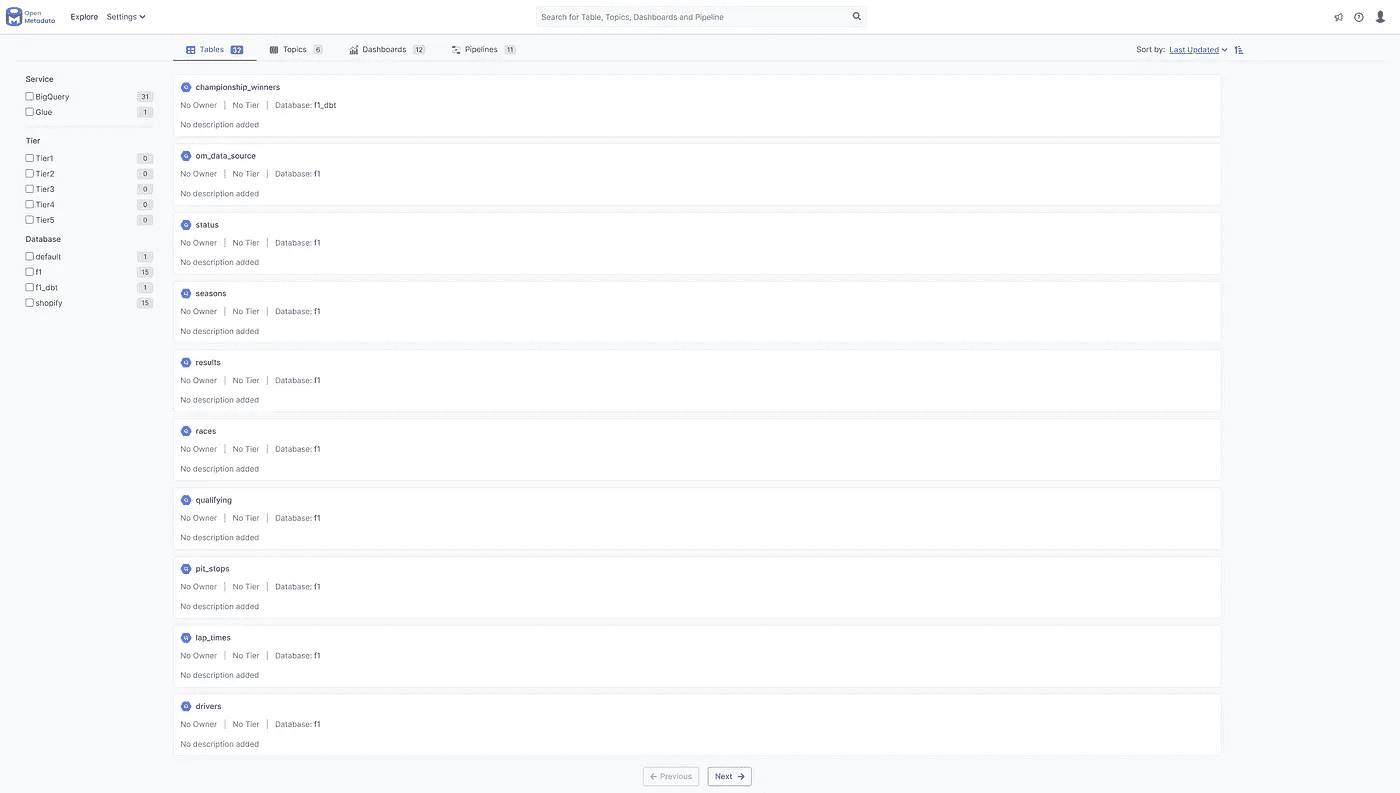 Open
Metadata
Explore Settings
Search for Table, Topics, Dashboards and Pipeline
Tables 32 Topics 6 Dashboards 12 Pipelines 11
Sort by: Last Updated
Service
BigQuery 31
Glue 1
Tier
Tier1 0
Tier2 0
Tier3 0
Tier4 0
Tier5 0
Database
default 1
f1 15
f1_dbt 1
shopify 15
championship_winners
No Owner | No Tier | Database: f1_dbt
No description added
om_data_source
No Owner | No Tier | Database: f1
No description added
status
No Owner | No Tier | Database: f1
No description added
seasons
No Owner | No Tier | Database: f1
No description added
results
No Owner | No Tier | Database: f1
No description added
races
No Owner | No Tier | Database: f1
No description added
qualifying
No Owner | No Tier | Database: f1
No description added
pit_stops
No Owner | No Tier | Database: f1
No description added
lap_times
No Owner | No Tier | Database: f1
No description added
drivers
No Owner | No Tier | Database: f1
No description added
Previous Next